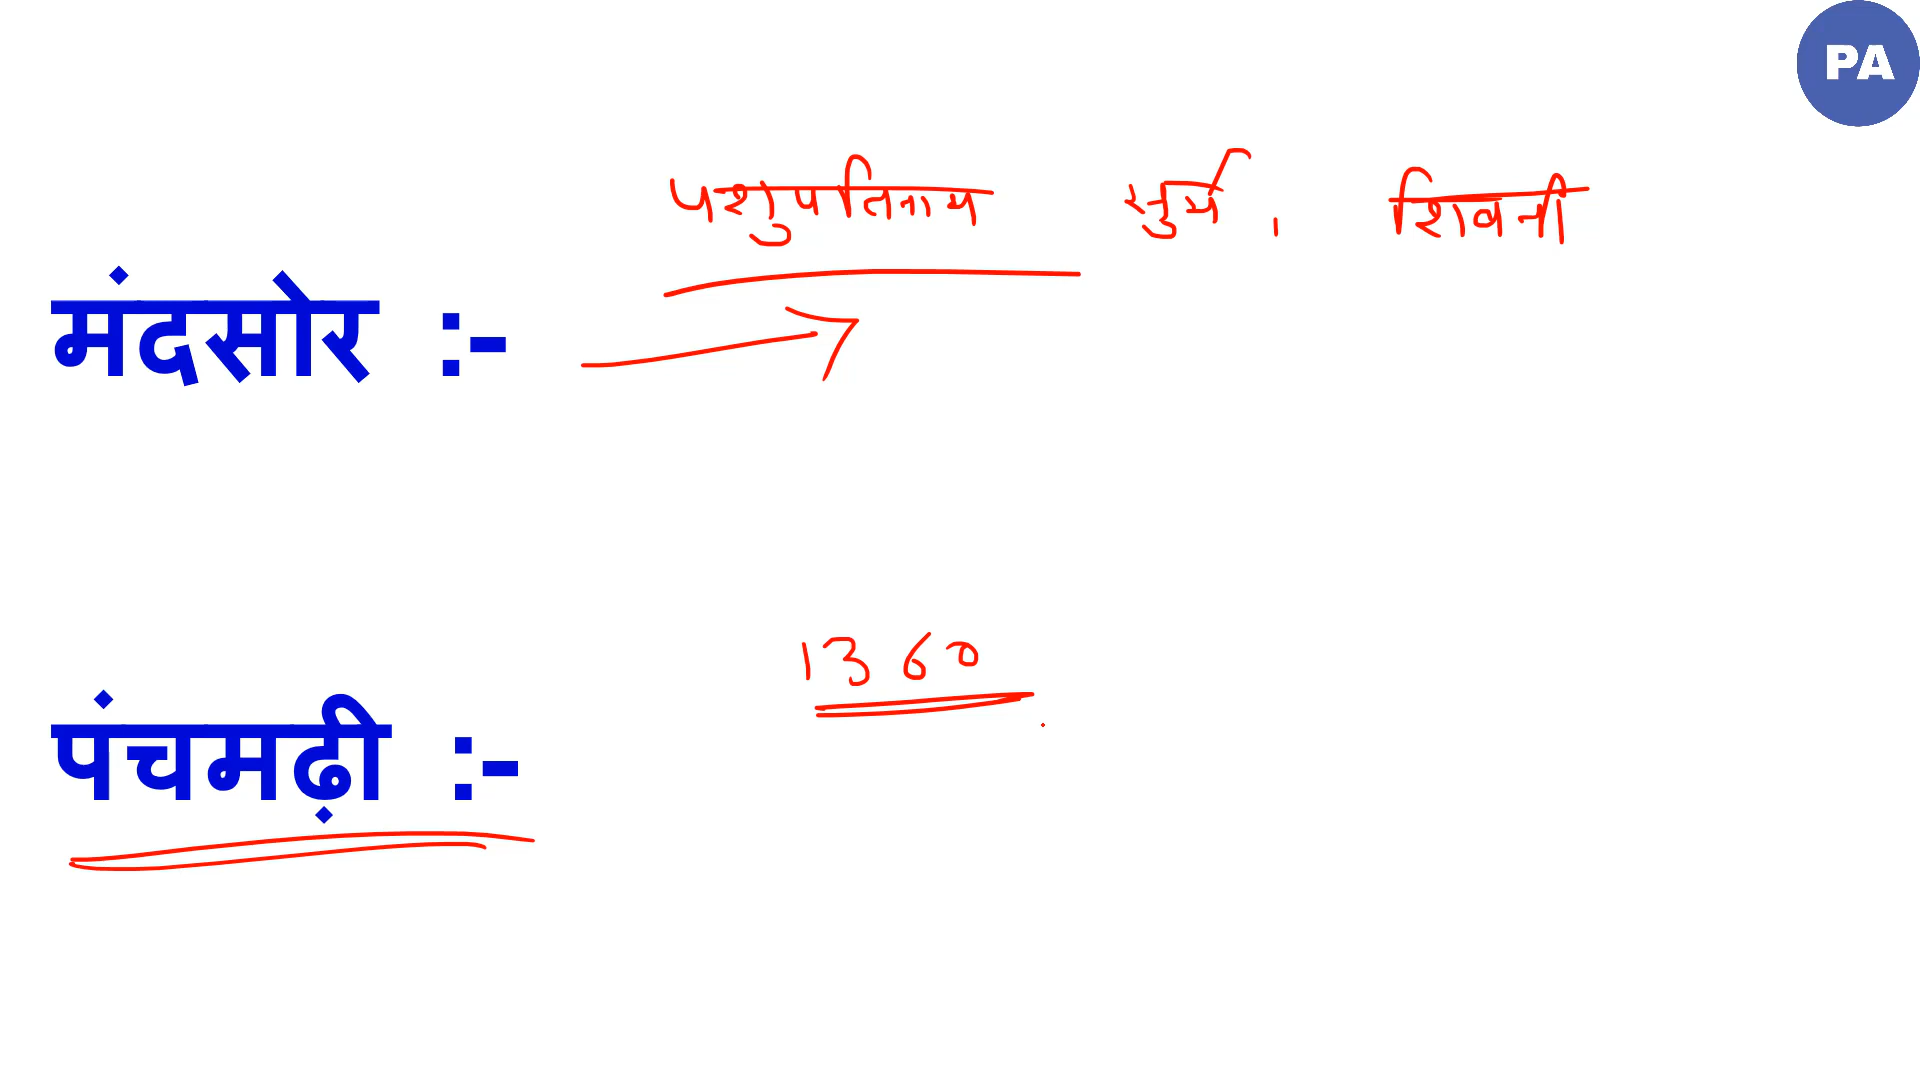 PA
पशुपतिनाथ सुर्य, शिवनी
मंदसोर :-
1360
पंचमढ़ी :-